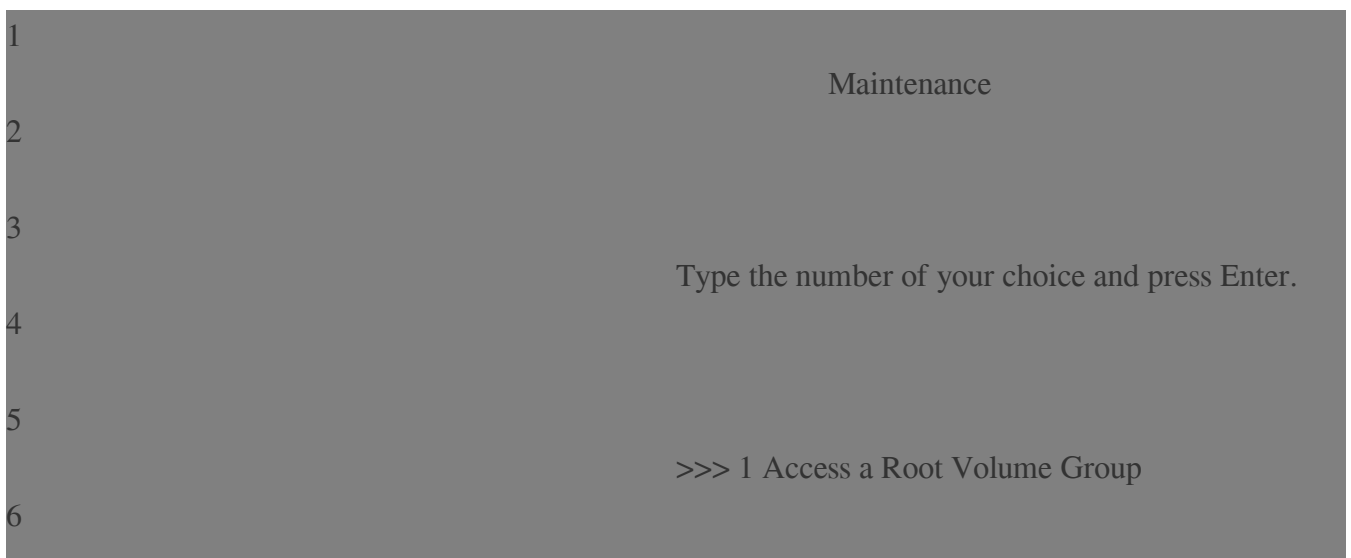 1
Maintenance
2
3
Type the number of your choice and press Enter.
4
5
>>> 1 Access a Root Volume Group
6